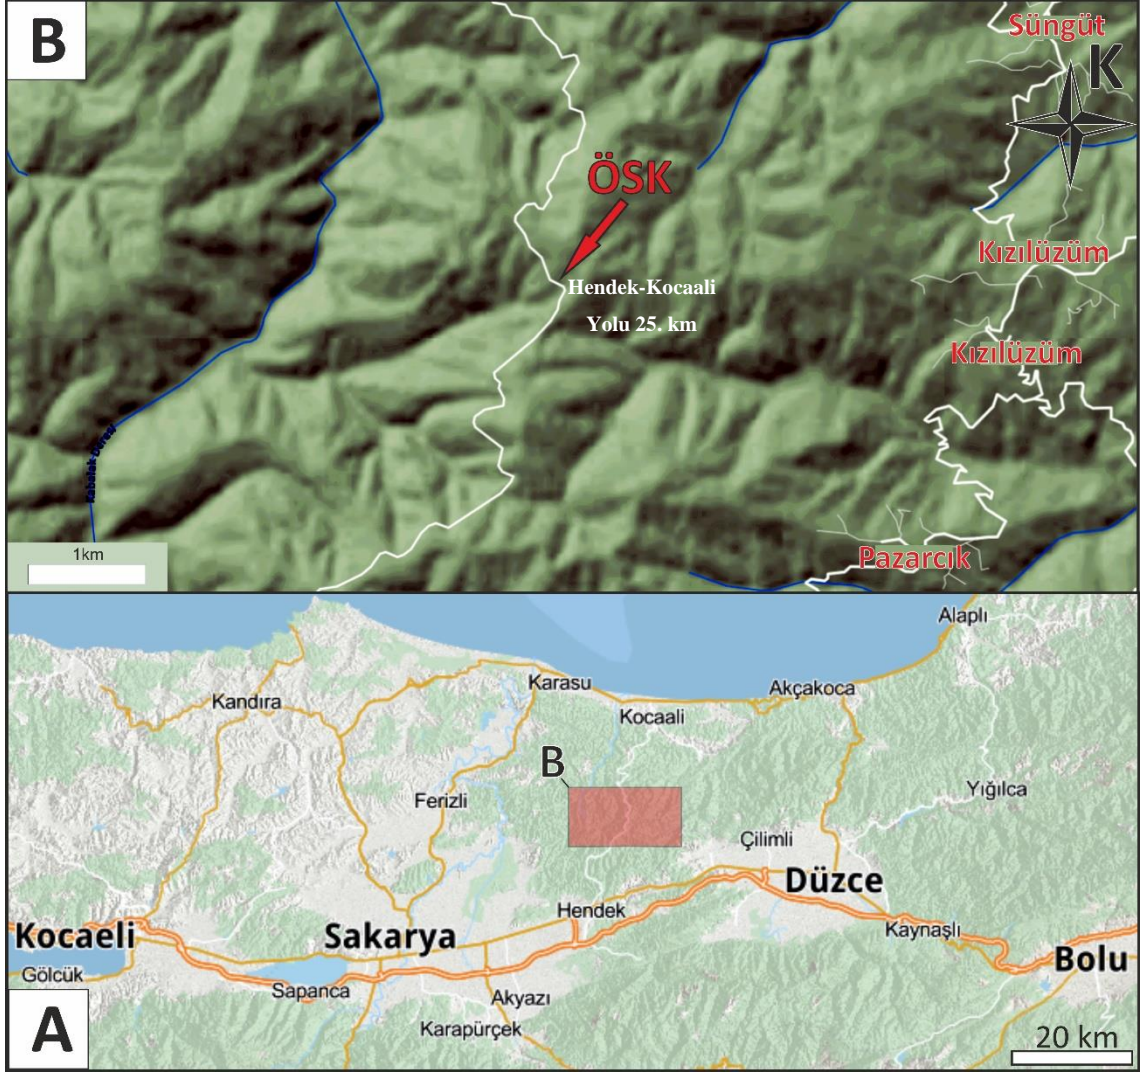 B
Süngüt
K
ÖSK
Kızılüzüm
Hendek-Kocaali
Yolu 25. km
Kızılüzüm
Pazarcık
1km
Alaplı
Kandıra
Karasu
Akçakoca
Kocaali
B
Yığılca
Ferizli
Çilimli
Düzce
Hendek
Kocaeli
Sakarya
Kaynaşlı
Bolu
Gölcük
Sapanca
Akyazı
Karapürçek
A
20 km